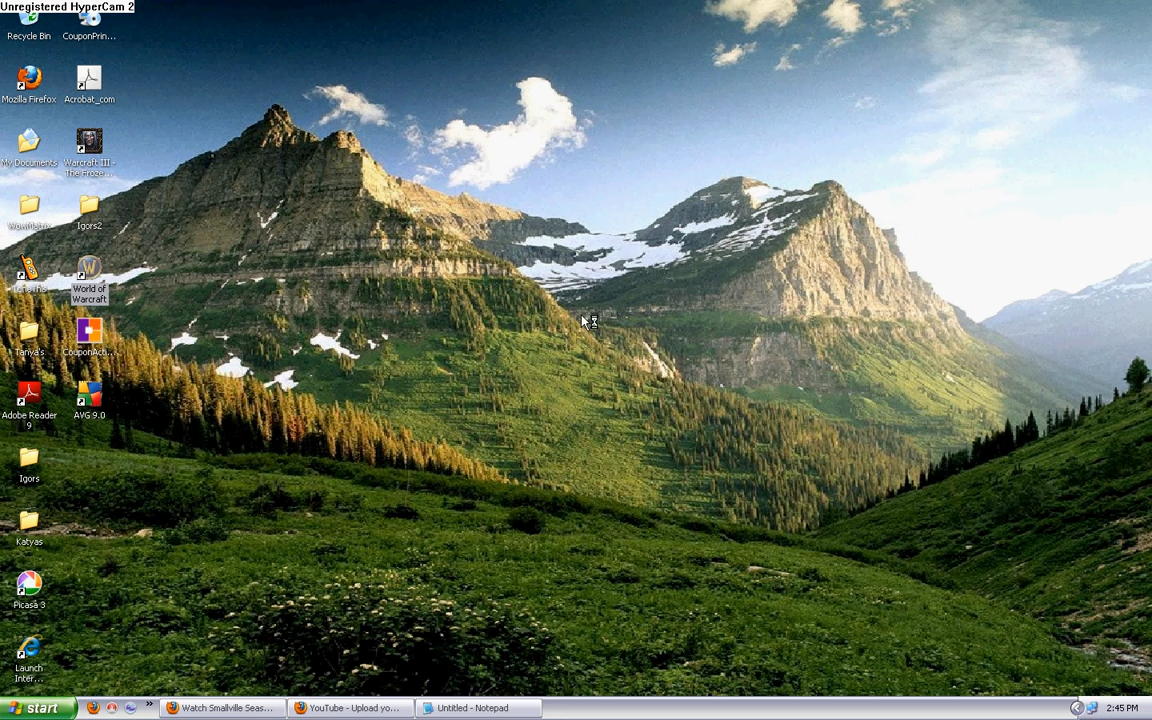 Unregistered HyperCam 2
Recycle Bin
CouponPrin...
Mozilla Firefox
Acrobat_com
My Documents
Warcraft III -
The Froze...
Igors2
World of
Warcraft
Tanya's
CouponActi...
Adobe Reader
9
AVG 9.0
Igors
Katyas
Picasa 3
Launch
Inter...
start
Watch Smallville Seas...
YouTube - Upload yo...
Untitled - Notepad
2:45 PM